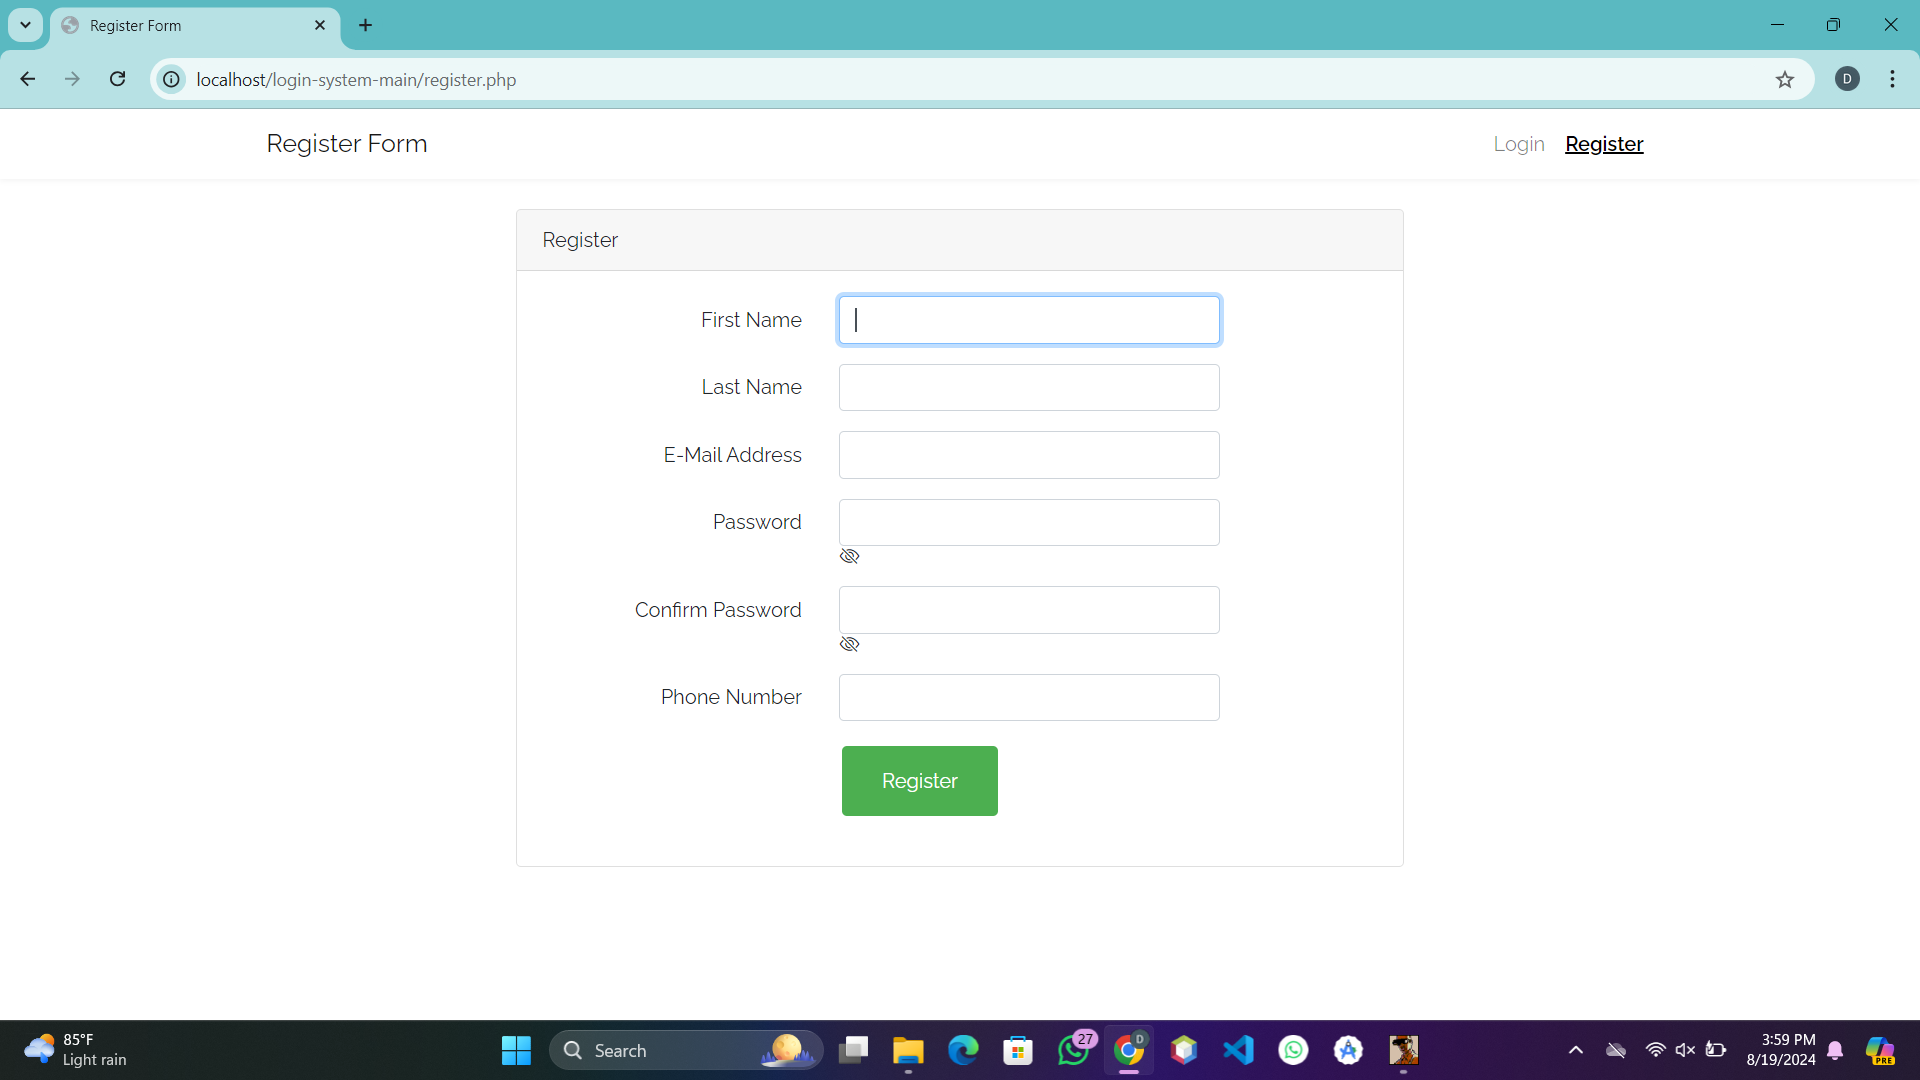 Register Form
localhost/login-system-main/register.php
D
Register Form
Login
Register
Register
First Name
Last Name
E-Mail Address
Password
Confirm Password
Phone Number
Register
85°F
Light rain
Search
27
D
3:59 PM
8/19/2024
PRE